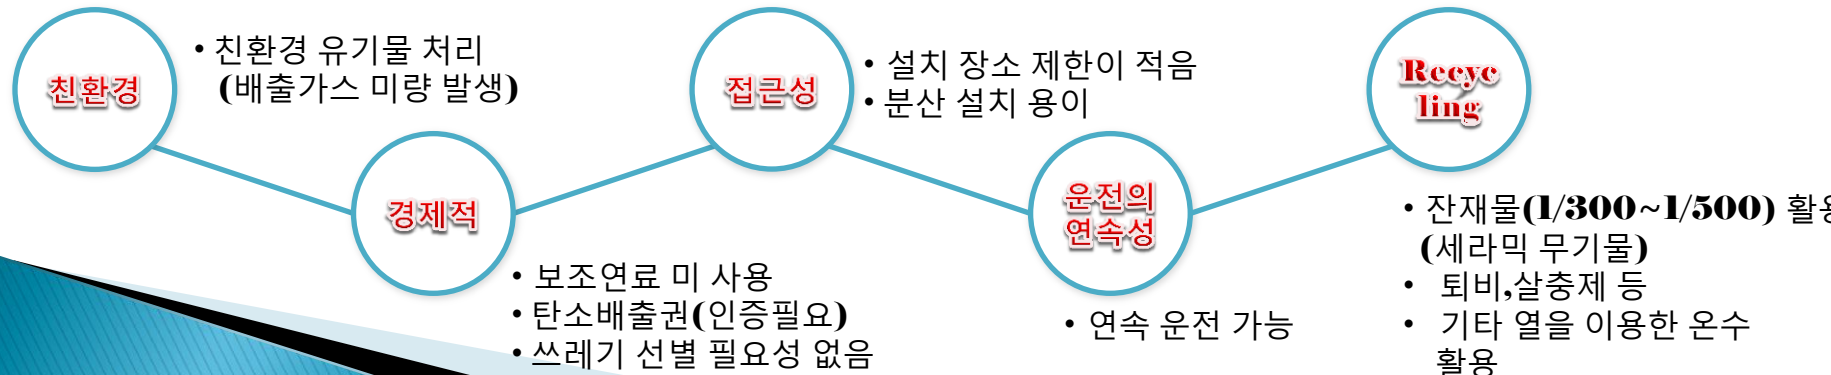 친환경
• 친환경 유기물 처리
(배출가스 미량 발생)
경제적
• 보조연료 미 사용
• 탄소배출권(인증필요)
• 쓰레기 선별 필요성 없음
접근성
• 설치 장소 제한이 적음
• 분산 설치 용이
운전의
연속성
• 연속 운전 가능
Recyc
ling
• 잔재물(1/300~1/500) 활용
(세라믹 무기물)
• 퇴비,살충제 등
• 기타 열을 이용한 온수
활용